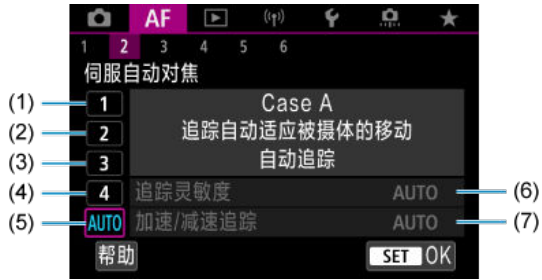 AF
1 2 3 4 5 6
伺服自动对焦
(1) 1 Case A
(2) 2 追踪自动适应被摄体的移动
(3) 3 自动追踪
(4) 4 追踪灵敏度 AUTO (6)
(5) AUTO 加速/减速追踪 AUTO (7)
帮助 SET OK